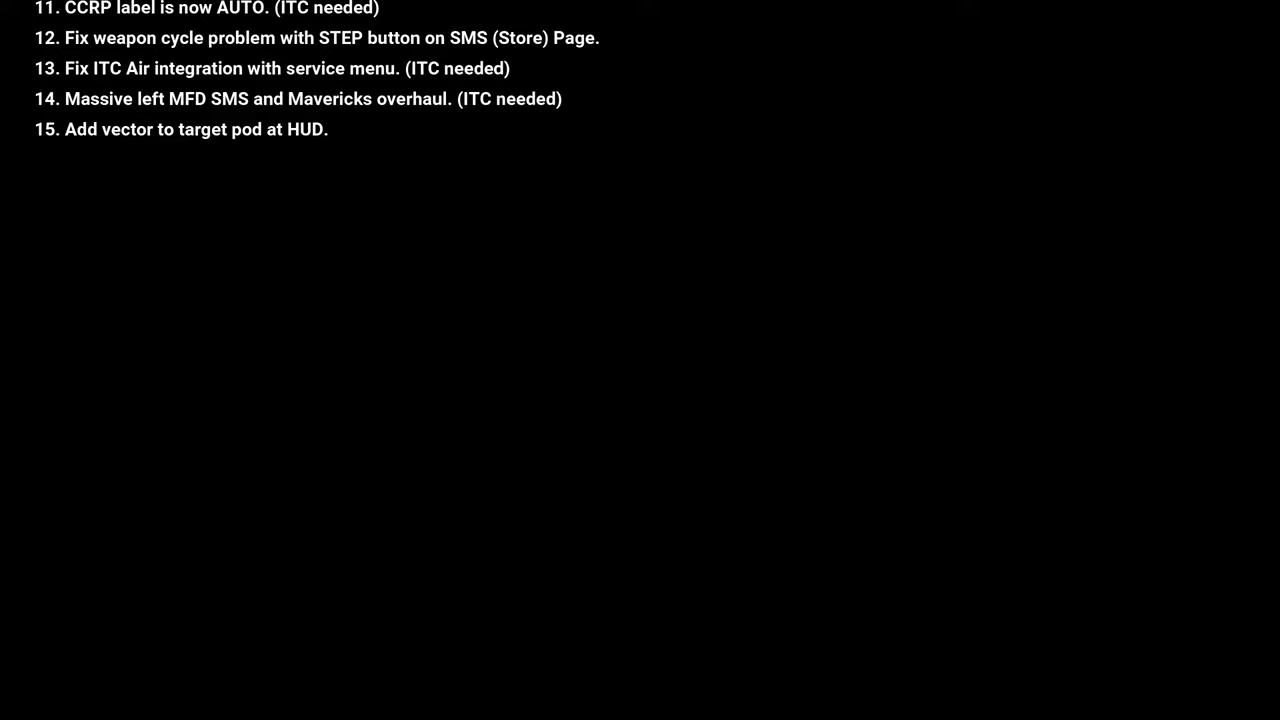 11. CCRP label is now AUTO. (ITC needed)
12. Fix weapon cycle problem with STEP button on SMS (Store) Page.
13. Fix ITC Air integration with service menu. (ITC needed)
14. Massive left MFD SMS and Mavericks overhaul. (ITC needed)
15. Add vector to target pod at HUD.